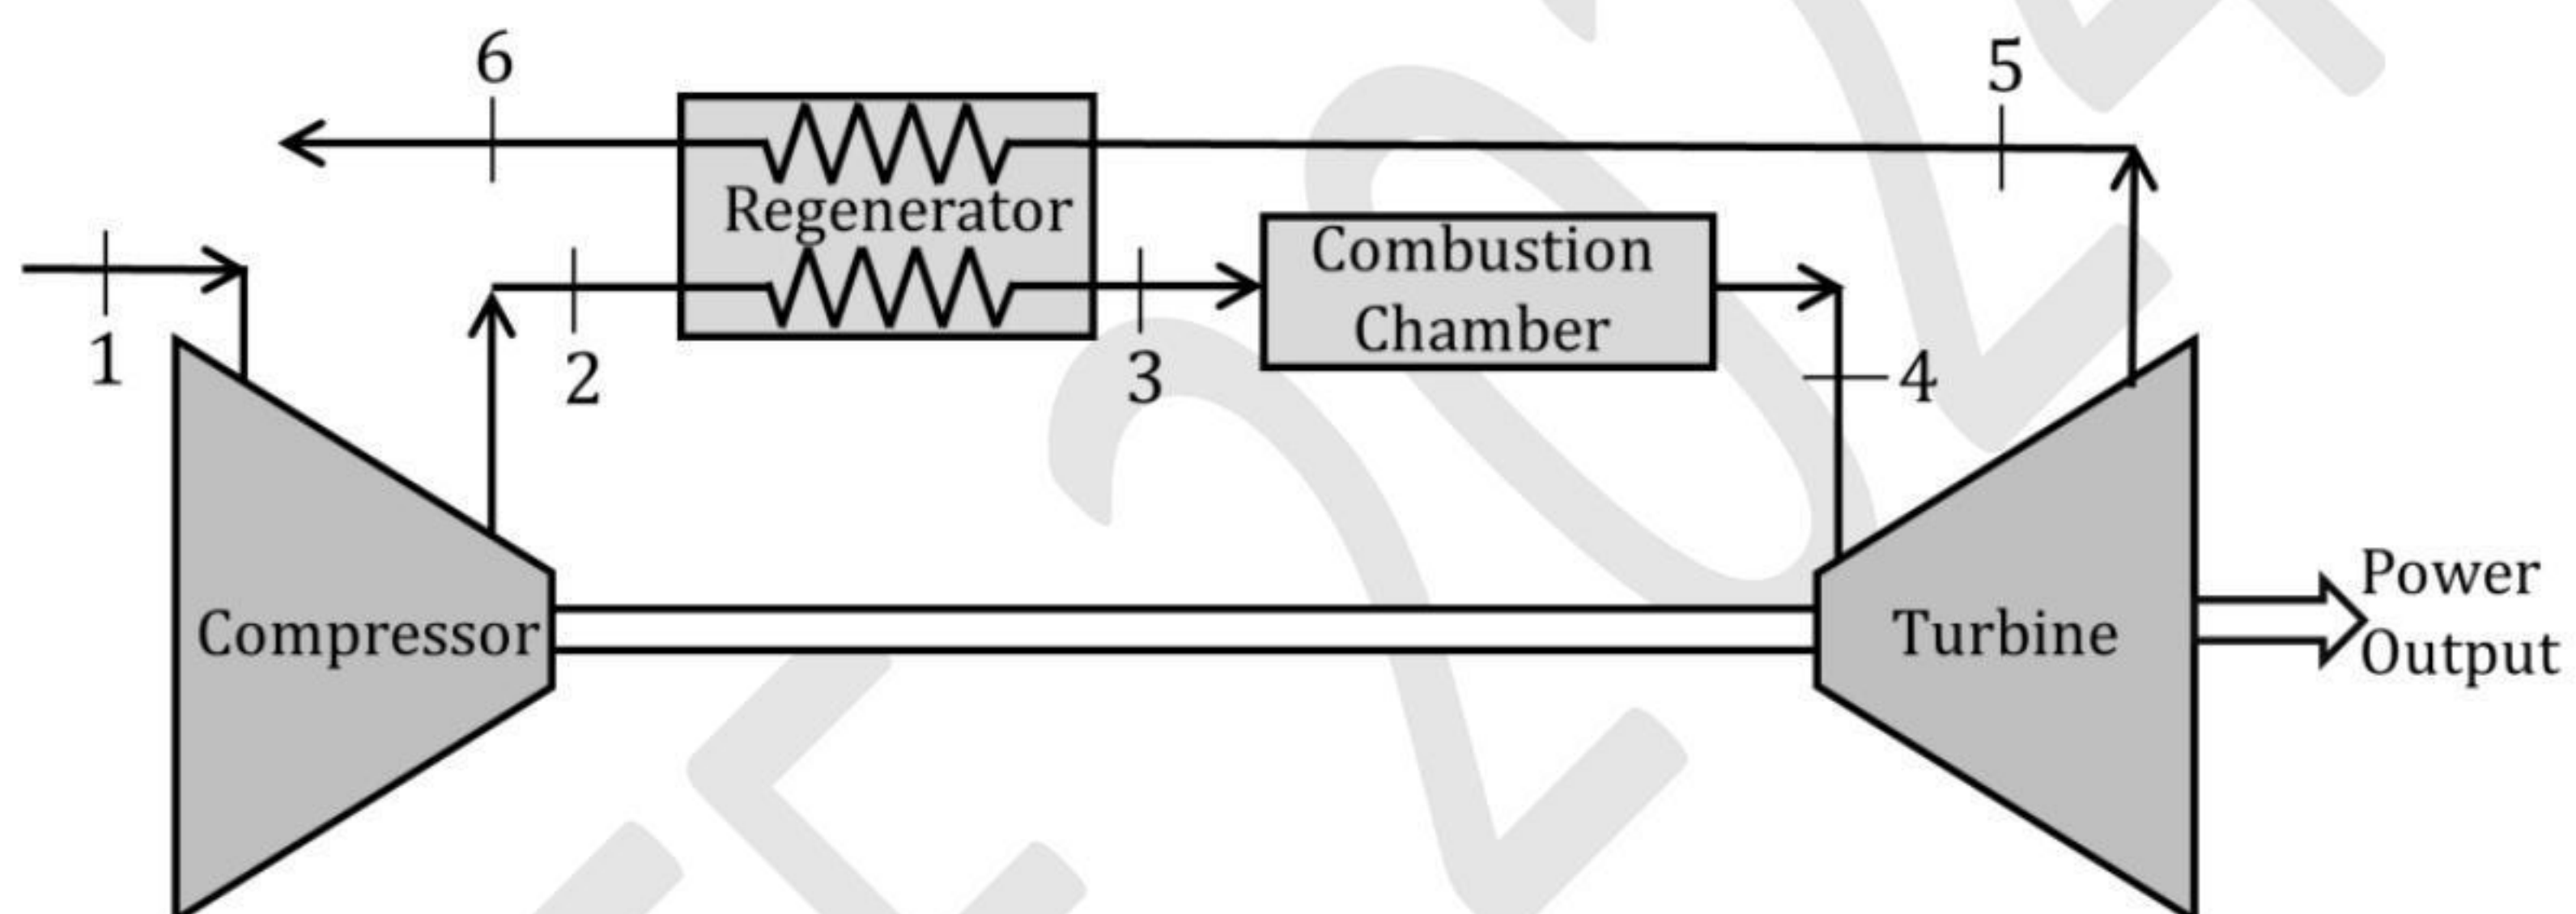 6
5
Regenerator
Combustion
Chamber
1
2
3
4
Compressor
Turbine
Power
Output